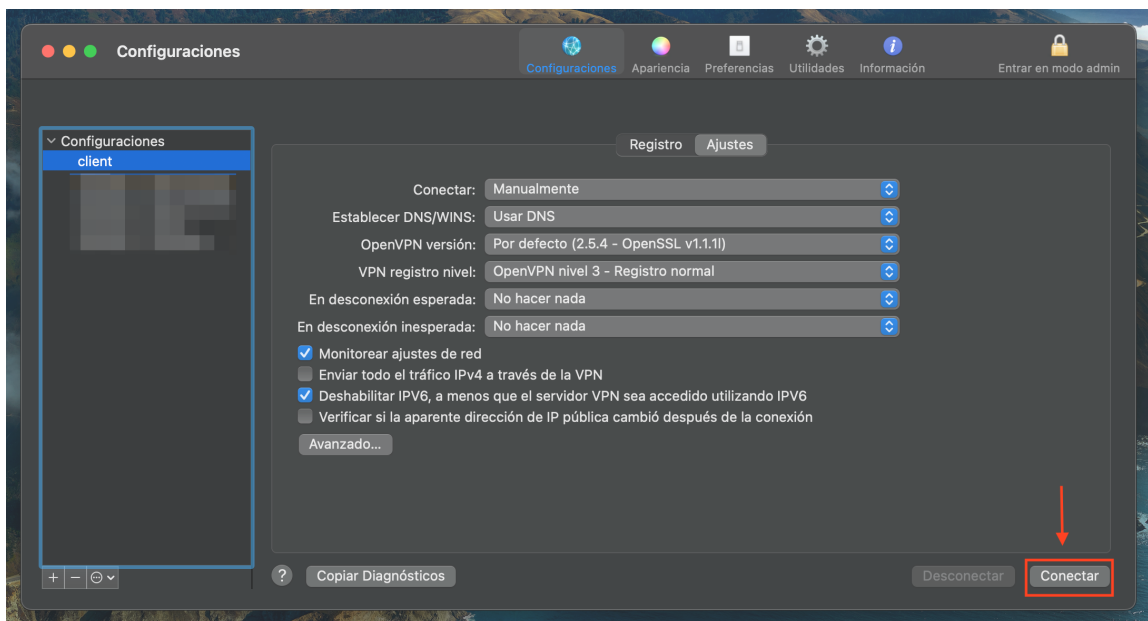 Configuraciones
Configuraciones Apariencia Preferencias Utilidades Información Entrar en modo admin
Configuraciones
client
Registro Ajustes
Conectar: Manualmente
Establecer DNS/WINS: Usar DNS
OpenVPN versión: Por defecto (2.5.4 - OpenSSL v1.1.1l)
VPN registro nivel: OpenVPN nivel 3 - Registro normal
En desconexión esperada: No hacer nada
En desconexión inesperada: No hacer nada
Monitorear ajustes de red
Enviar todo el tráfico IPv4 a través de la VPN
Deshabilitar IPV6, a menos que el servidor VPN sea accedido utilizando IPV6
Verificar si la aparente dirección de IP pública cambió después de la conexión
Avanzado...
? Copiar Diagnósticos Desconectar Conectar